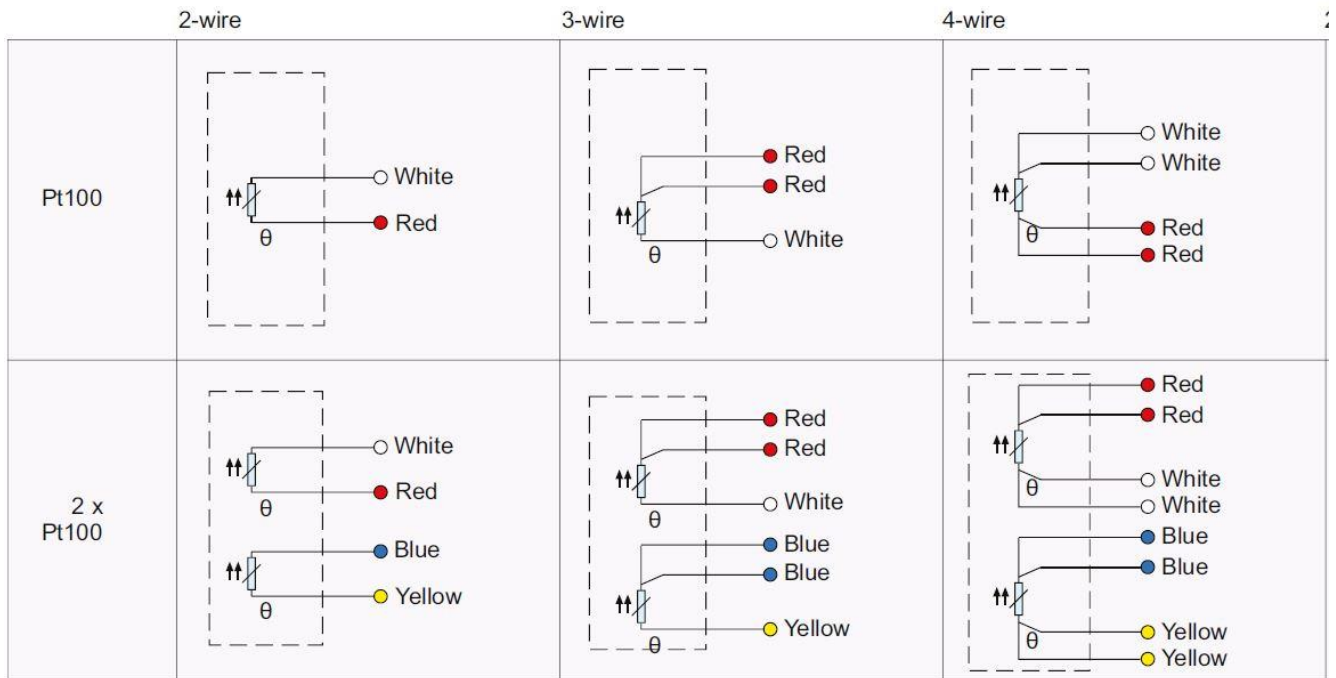 2-wire
3-wire
4-wire
2
Pt100
White
Red
θ
Red
Red
White
θ
White
White
Red
Red
θ
2 x
Pt100
White
Red
θ
Blue
Yellow
θ
Red
Red
White
θ
Blue
Blue
Yellow
θ
Red
Red
White
White
θ
Blue
Blue
Yellow
Yellow
θ